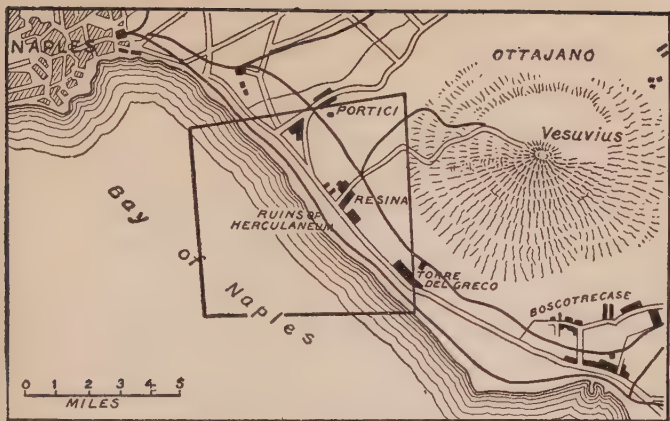 NAPLES
OTTAJANO
PORTICI
Vesuvius
RESINA
RUINS OF
HERCULANEUM
Bay of Naples
TORRE
DEL GRECO
BOSCOTRECASE
0 1 2 3 4 5
MILES